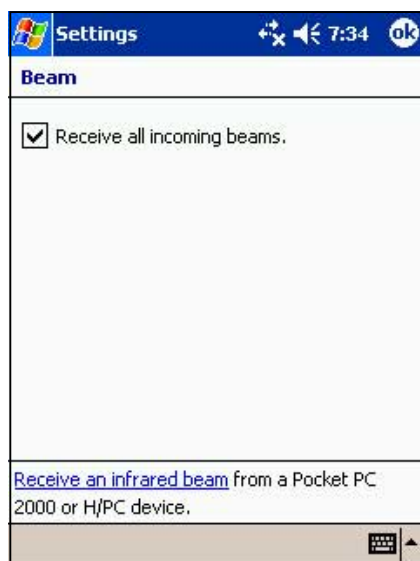 Settings 7:34 ok
Beam
Receive all incoming beams.
Receive an infrared beam from a Pocket PC
2000 or H/PC device.